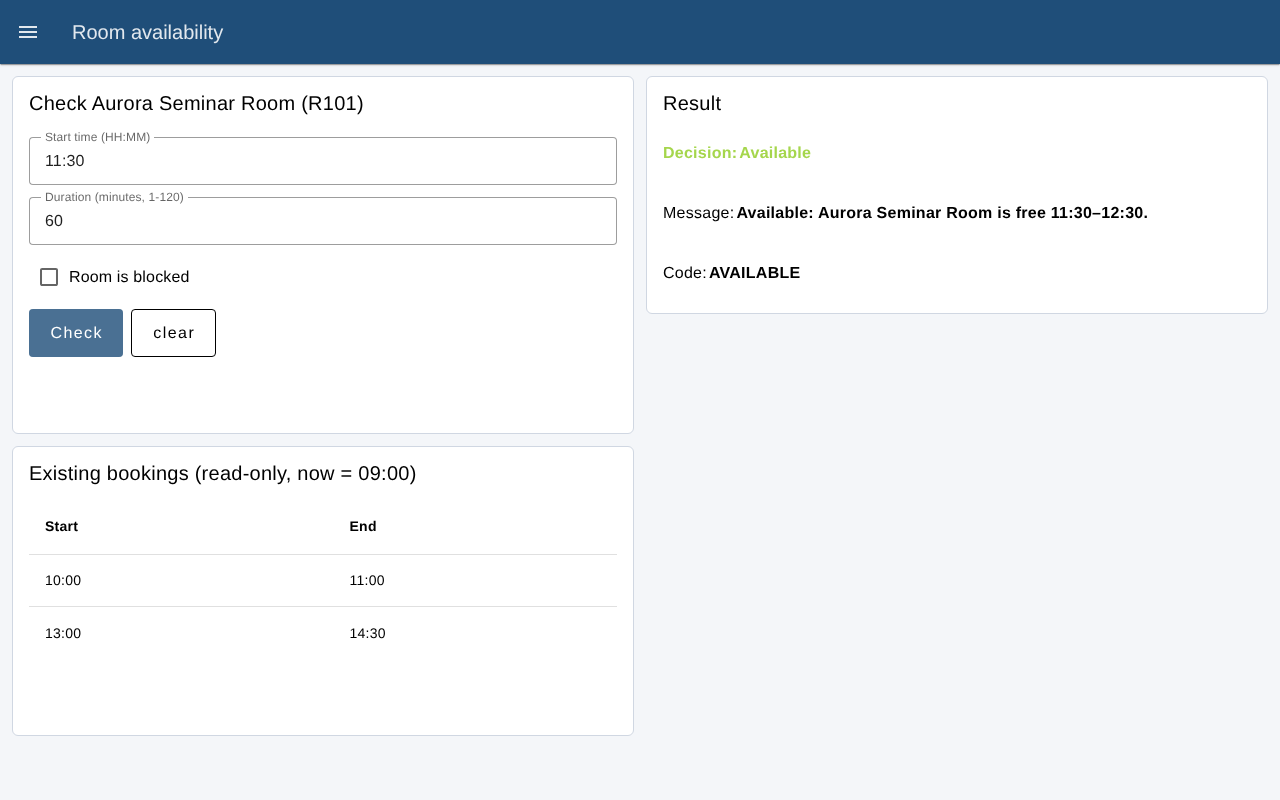 Room availability
Check Aurora Seminar Room (R101)
Start time (HH:MM)
11:30
Duration (minutes, 1-120)
60
Room is blocked
Check clear
Existing bookings (read-only, now = 09:00)
Start End
10:00 11:00
13:00 14:30
Result
Decision: Available
Message: Available: Aurora Seminar Room is free 11:30–12:30.
Code: AVAILABLE